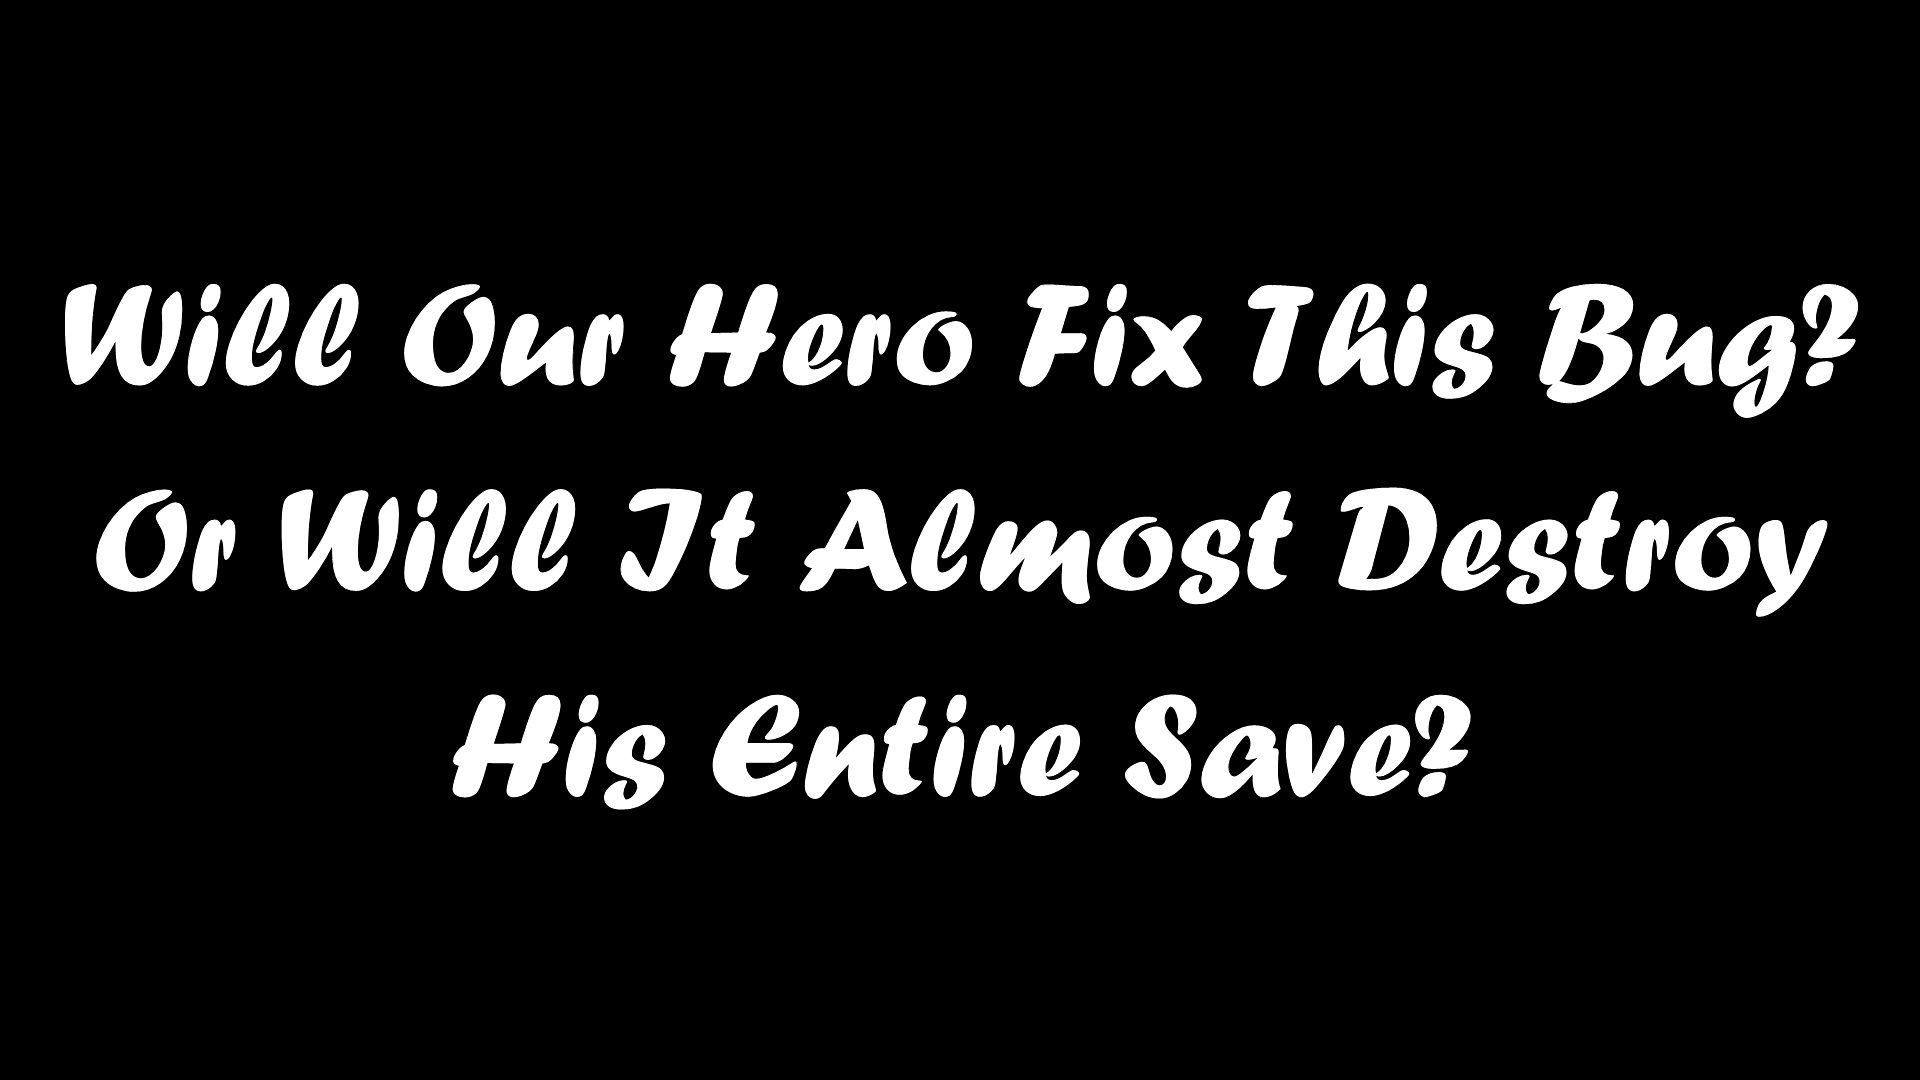 Will Our Hero Fix This Bug?
Or Will It Almost Destroy
His Entire Save?